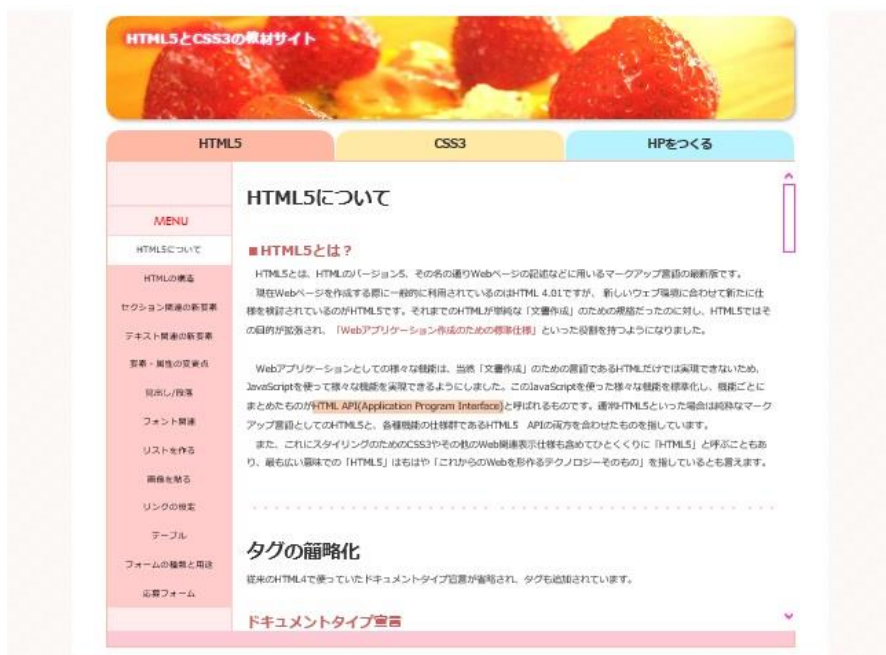 HTML5とCSS3の教材サイト
HTML5
CSS3
HPをつくる
MENU
HTML5について
HTMLの構造
セクション関連の新要素
テキスト関連の新要素
要素・属性の変更点
見出し/段落
フォント関連
リストを作る
画像を貼る
リンクの設定
テーブル
フォームの種類と用途
応募フォーム
HTML5について
■HTML5とは？
HTML5とは、HTMLのバージョン5、その名の通りWebページの記述などに用いるマークアップ言語の最新版です。
現在Webページを作成する際に一般的に利用されているのはHTML 4.01ですが、 新しいウェブ環境に合わせて新たに仕
様を検討されているのがHTML5です。それまでのHTMLが単純な「文書作成」のための規格だったのに対し、HTML5ではそ
の目的が拡張され、「Webアプリケーション作成のための標準仕様」といった役割を持つようになりました。
Webアプリケーションとしての様々な機能は、当然「文書作成」のための言語であるHTMLだけでは実現できないため、
JavaScriptを使って様々な機能を実現できるようにしました。このJavaScriptを使った様々な機能を標準化し、機能ごとに
まとめたものがHTML API(Application Program Interface)と呼ばれるものです。通常HTML5といった場合は純粋なマーク
アップ言語としてのHTML5と、各種機能の仕様群であるHTML5 APIの両方を合わせたものを指しています。
また、これにスタイリングのためのCSS3やその他のWeb関連表示仕様も含めてひとくくりに「HTML5」と呼ぶこともあ
り、最も広い意味での「HTML5」はもはや「これからのWebを形作るテクノロジーそのもの」を指しているとも言えます。
タグの簡略化
従来のHTML4で使っていたドキュメントタイプ宣言が省略され、タグも追加されています。
ドキュメントタイプ宣言